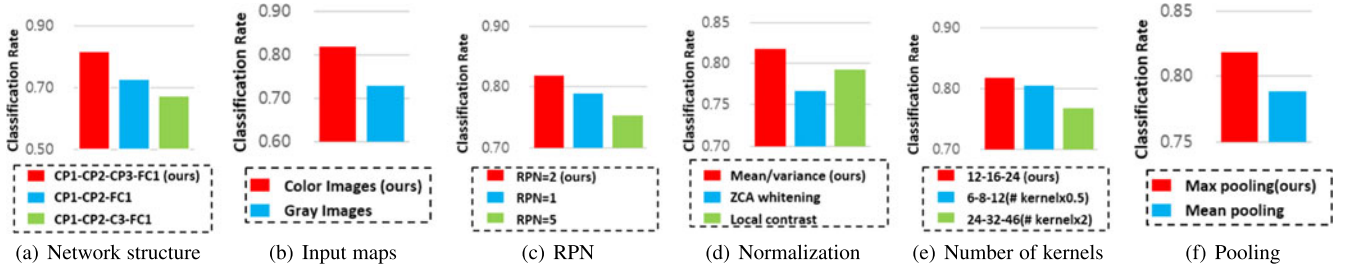 Classification Rate
0.90
0.70
0.50
CP1-CP2-CP3-FC1 (ours)
CP1-CP2-FC1
CP1-CP2-C3-FC1
(a) Network structure
Classification Rate
0.90
0.80
0.70
0.60
Color Images (ours)
Gray Images
(b) Input maps
Classification Rate
0.90
0.80
0.70
RPN=2 (ours)
RPN=1
RPN=5
(c) RPN
Classification Rate
0.85
0.80
0.75
0.70
Mean/variance (ours)
ZCA whitening
Local contrast
(d) Normalization
Classification Rate
0.90
0.80
0.70
12-16-24 (ours)
6-8-12(# kernelx0.5)
24-32-46(# kernelx2)
(e) Number of kernels
Classification Rate
0.85
0.80
0.75
Max pooling(ours)
Mean pooling
(f) Pooling